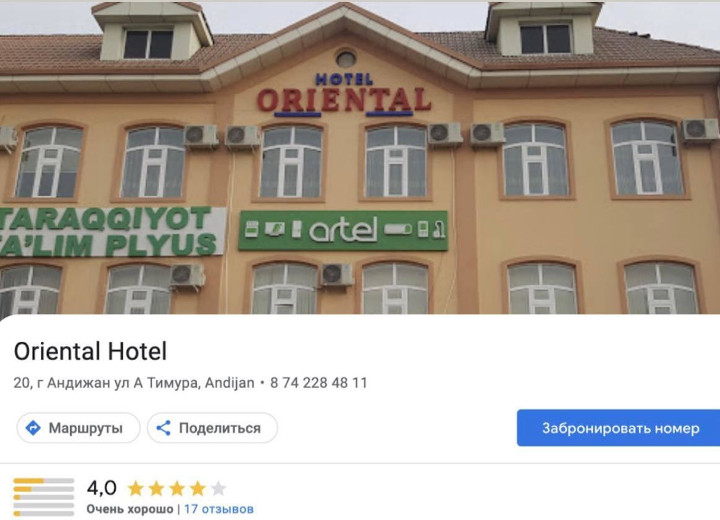 HOTEL
ORIENTAL
TARAQQIYOT
TA'LIM PLYUS
artel
Oriental Hotel
20, г Андижан ул А Тимура, Andijan • 8 74 228 48 11
Маршруты
Поделиться
Забронировать номер
4,0
Очень хорошо | 17 отзывов